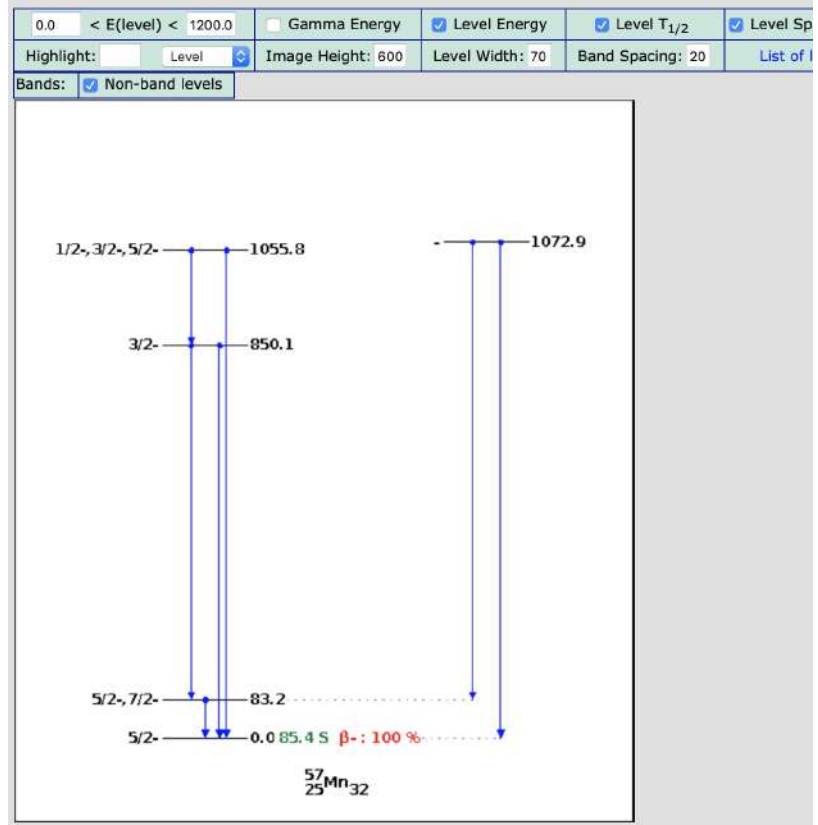 0.0 < E(level) < 1200.0 Gamma Energy Level Energy Level T1/2 Level Sp
Highlight: Level Image Height: 600 Level Width: 70 Band Spacing: 20 List of l
Bands: Non-band levels
- 1072.9
1/2-,3/2-,5/2- 1055.8
3/2- 850.1
5/2-,7/2- 83.2
5/2- 0.0 85.4 S β-: 100 %
57 25 Mn 32